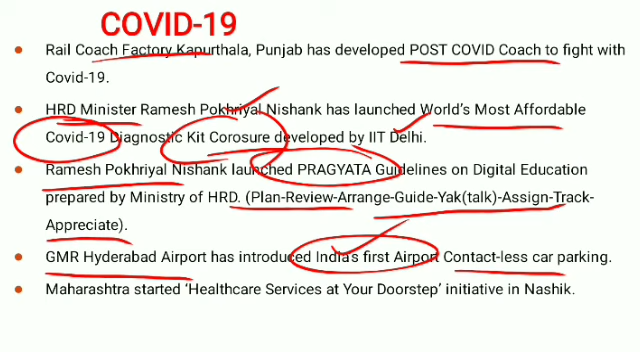 COVID-19
• Rail Coach Factory Kapurthala, Punjab has developed POST COVID Coach to fight with
Covid-19.
• HRD Minister Ramesh Pokhriyal Nishank has launched World's Most Affordable
Covid-19 Diagnostic Kit Corosure developed by IIT Delhi.
• Ramesh Pokhriyal Nishank launched PRAGYATA Guidelines on Digital Education
prepared by Ministry of HRD. (Plan-Review-Arrange-Guide-Yak(talk)-Assign-Track-
Appreciate).
• GMR Hyderabad Airport has introduced India's first Airport Contact-less car parking.
• Maharashtra started ‘Healthcare Services at Your Doorstep’ initiative in Nashik.